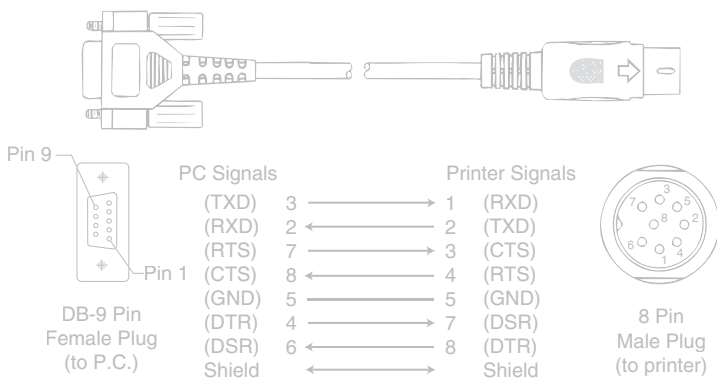 Pin 9
PC Signals Printer Signals
(TXD) 3 1 (RXD)
(RXD) 2 2 (TXD)
(RTS) 7 3 (CTS)
(CTS) 8 4 (RTS)
(GND) 5 5 (GND)
(DTR) 4 7 (DSR)
(DSR) 6 8 (DTR)
Shield Shield
Pin 1
DB-9 Pin
Female Plug
(to P.C.)
3
7 5
8 2
6 4
1
8 Pin
Male Plug
(to printer)